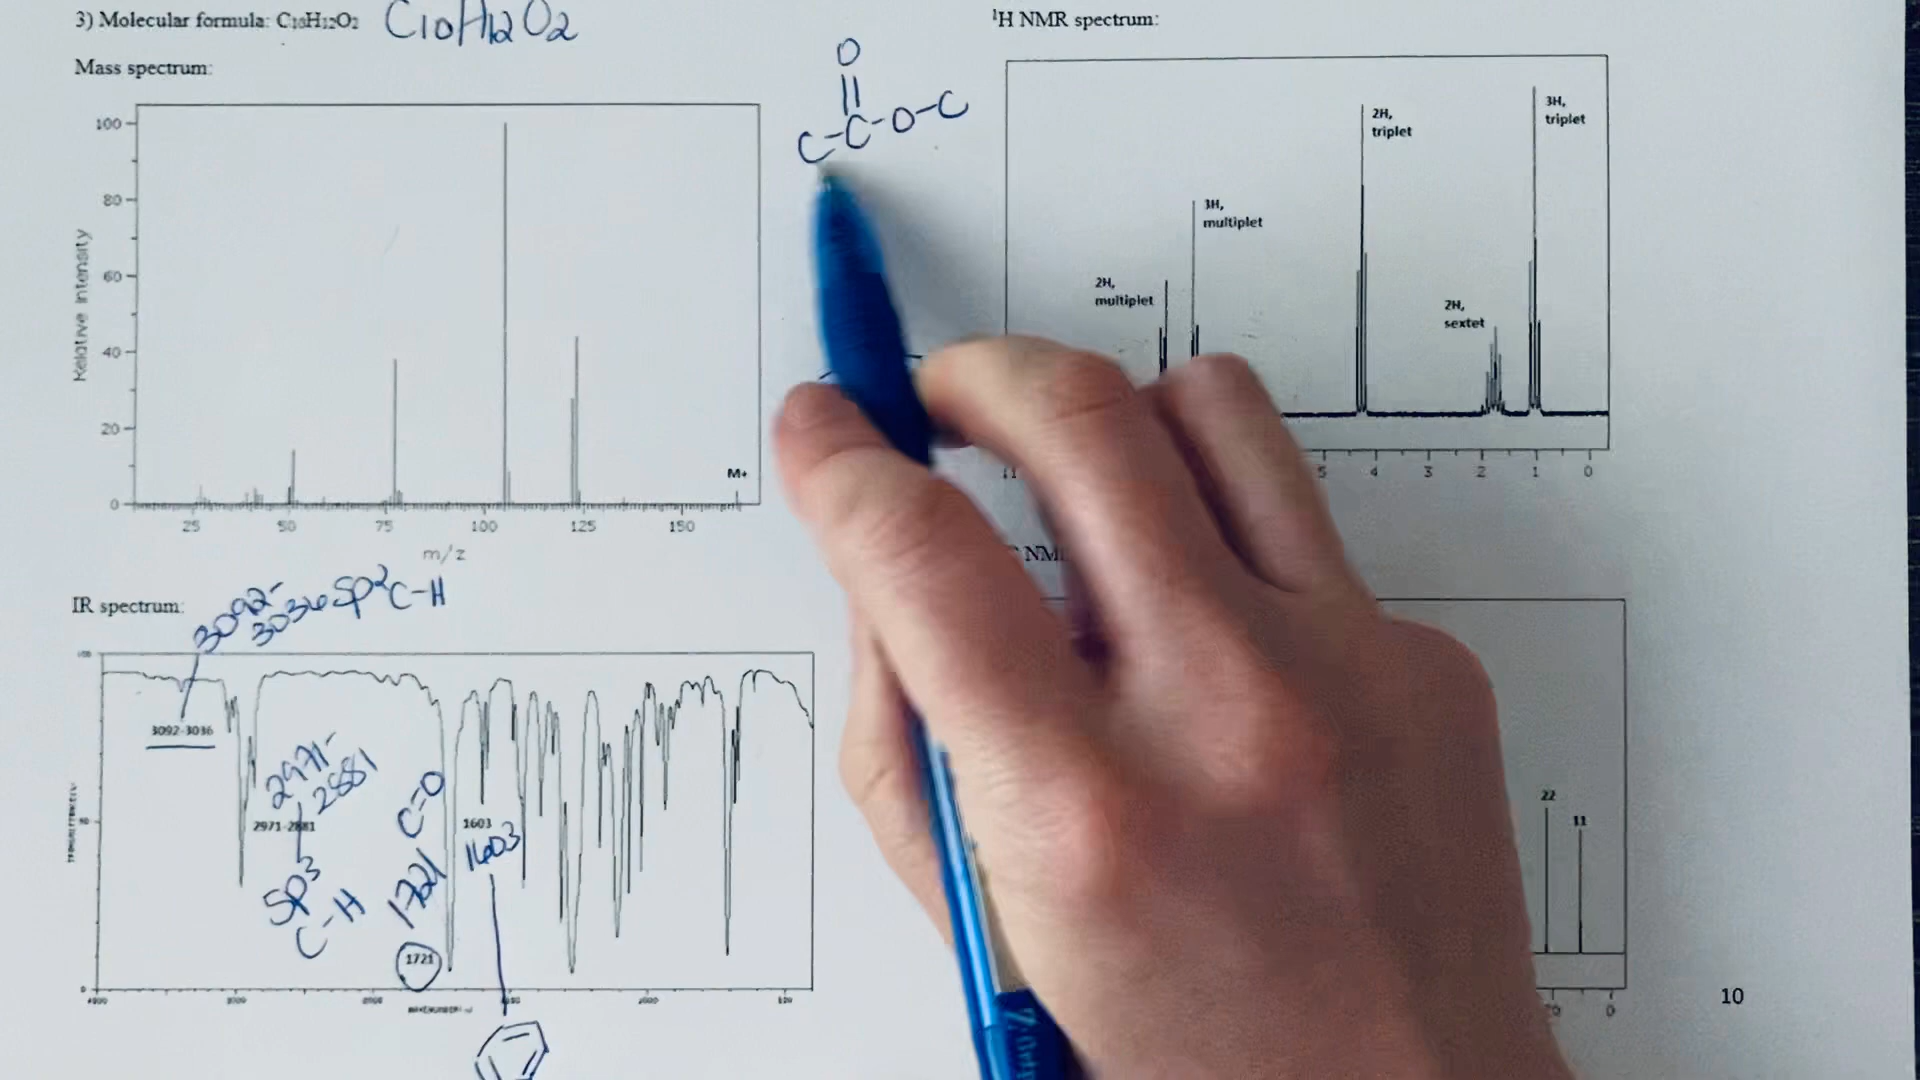 3) Molecular formula: C₁₀H₁₂O₂ C10H12O2
Mass spectrum:
100
80
60
40
20
0
Relative Intensity
M+
25 50 75 100 125 150
m/z
O
C-C-O-C
¹H NMR spectrum:
3H,
triplet
2H,
triplet
3H,
multiplet
2H,
multiplet
2H,
sextet
11 5 4 3 2 1 0
IR spectrum:
3092-
3036 SP² C-H
100
3092-3036
2971-
2881
2971-2881
SP³
C-H
C=O
1721
1721
1603
1603
0
22
11
0
10